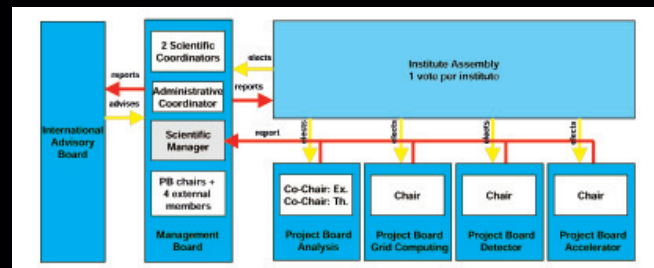 2 Scientific
Coordinators
elects
Institute Assembly
1 vote per institute
reports
Administrative
Coordinator
reports
advises
International
Advisory
Board
Scientific
Manager
report
elects
elects
elects
elects
PB chairs +
4 external
members
Management
Board
Co-Chair: Ex.
Co-Chair: Th.
Project Board
Analysis
Chair
Project Board
Grid Computing
Chair
Project Board
Detector
Chair
Project Board
Accelerator